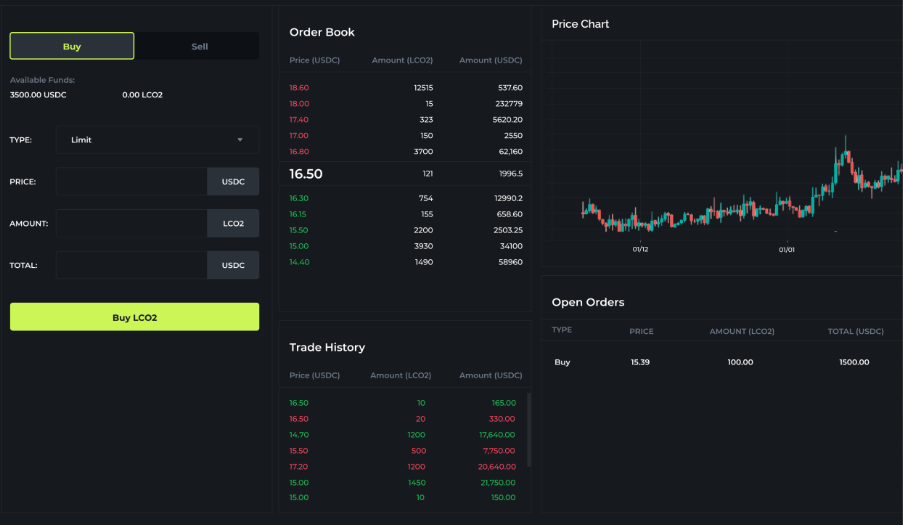 Buy Sell
Available Funds:
3500.00 USDC 0.00 LCO2
TYPE: Limit
PRICE: USDC
AMOUNT: LCO2
TOTAL: USDC
Buy LCO2
Order Book
Price (USDC) Amount (LCO2) Amount (USDC)
18.60 12515 537.60
18.00 15 232779
17.40 323 5620.20
17.00 150 2550
16.80 3700 62,160
16.50 121 1996.5
16.30 754 12990.2
16.15 155 658.60
15.50 2200 2503.25
15.00 3930 34100
14.40 1490 58960
Trade History
Price (USDC) Amount (LCO2) Amount (USDC)
16.50 10 165.00
16.50 20 330.00
14.70 1200 17,640.00
15.50 500 7,750.00
17.20 1200 20,640.00
15.00 1450 21,750.00
15.00 10 150.00
Price Chart
01/12 01/01
Open Orders
TYPE PRICE AMOUNT (LCO2) TOTAL (USDC)
Buy 15.39 100.00 1500.00